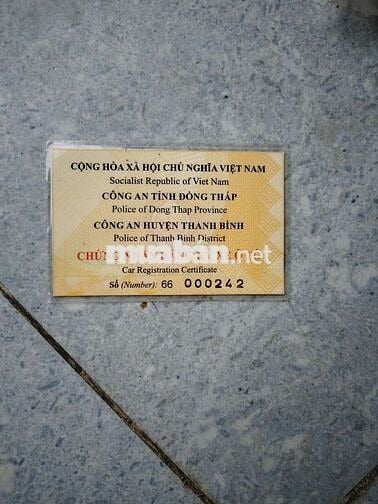 CỘNG HÒA XÃ HỘI CHỦ NGHĨA VIỆT NAM
Socialist Republic of Viet Nam
CÔNG AN TỈNH ĐỒNG THÁP
Police of Dong Thap Province
CÔNG AN HUYỆN THANH BÌNH
Police of Thanh Binh District
muaban.net
Car Registration Certificate
Số (Number): 66 000242